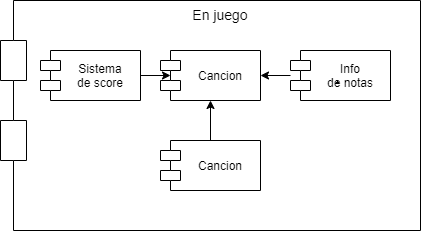 En juego
Sistema
de score
Cancion
Info
de notas
Cancion